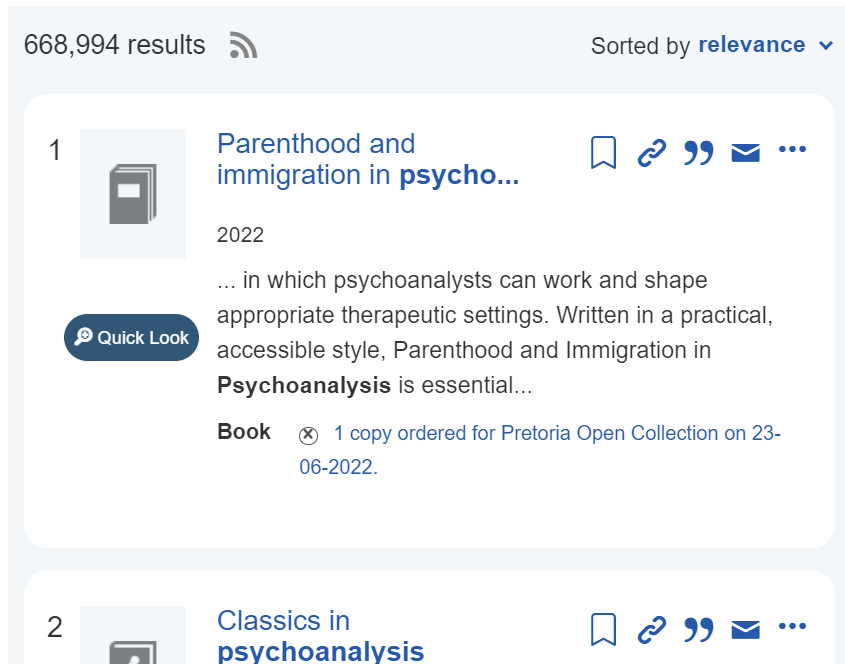 668,994 results
Sorted by relevance
1
Parenthood and
immigration in psycho...
2022
... in which psychoanalysts can work and shape
appropriate therapeutic settings. Written in a practical,
Quick Look
accessible style, Parenthood and Immigration in
Psychoanalysis is essential...
Book
1 copy ordered for Pretoria Open Collection on 23-
06-2022.
2
Classics in
psychoanalysis